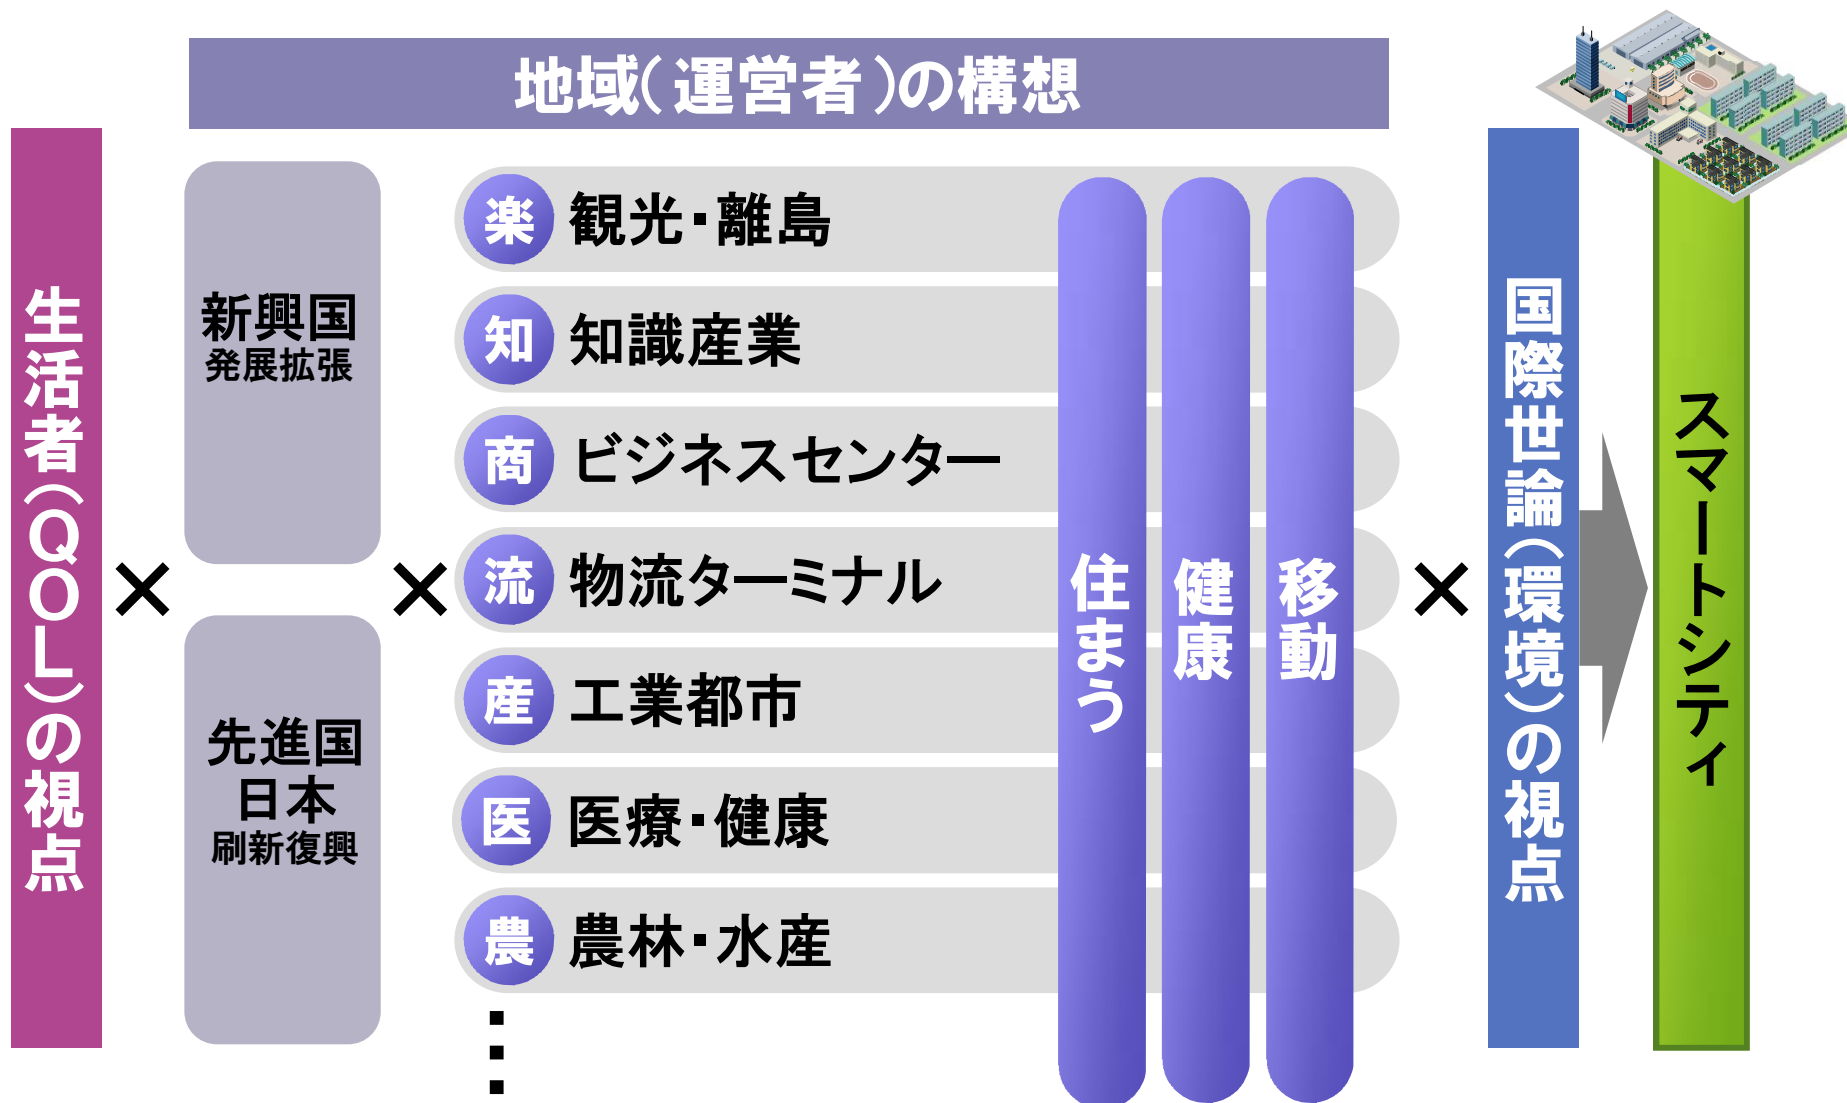 地域(運営者)の構想
生活者(QOL)の視点
×
新興国
発展拡張
先進国
日本
刷新復興
×
楽 観光・離島
知 知識産業
商 ビジネスセンター
流 物流ターミナル
産 工業都市
医 医療・健康
農 農林・水産
住まう
健康
移動
×
国際世論(環境)の視点
スマートシティ